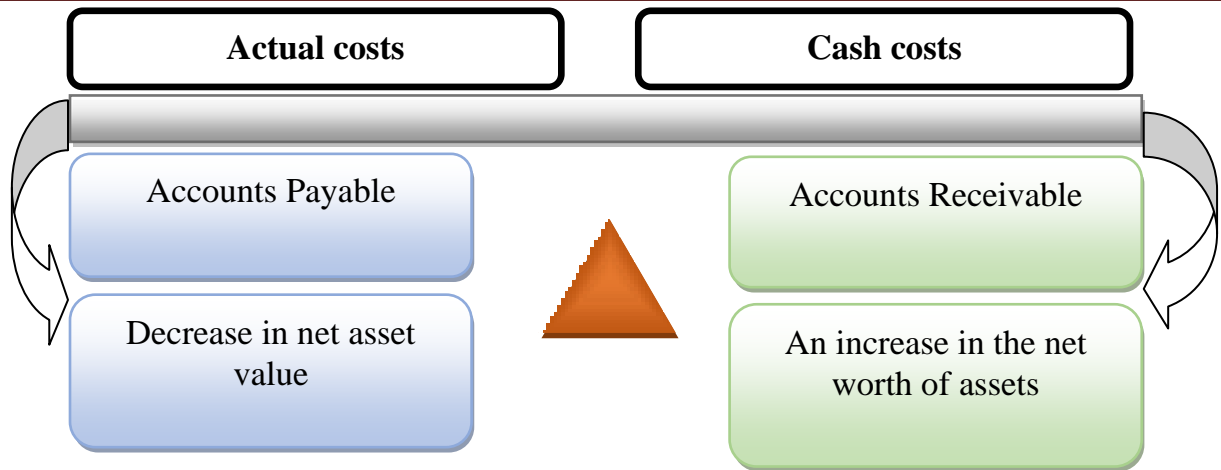 Actual costs
Cash costs
Accounts Payable
Accounts Receivable
Decrease in net asset
value
An increase in the net
worth of assets